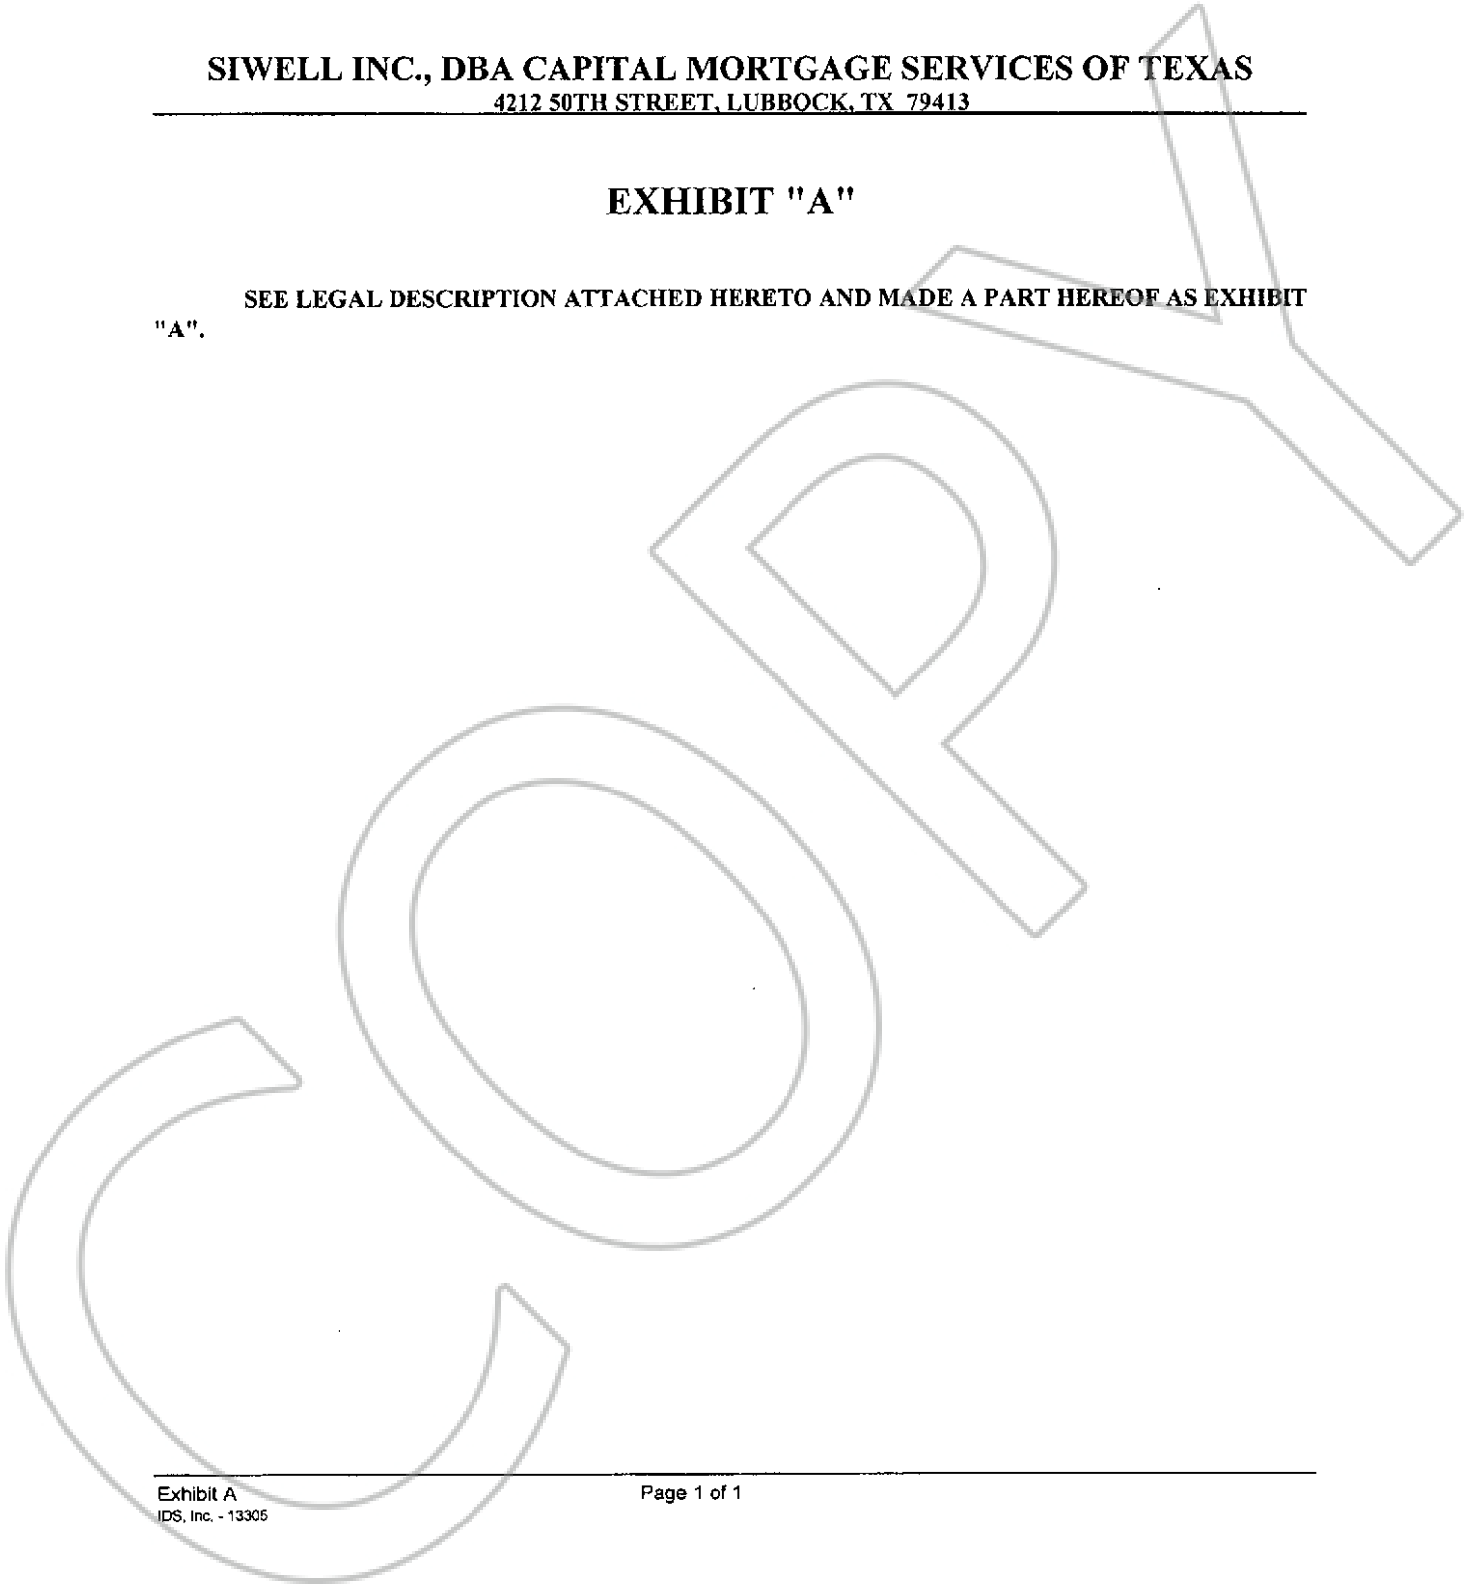 SIWELL INC., DBA CAPITAL MORTGAGE SERVICES OF TEXAS
4212 50TH STREET, LUBBOCK, TX 79413
EXHIBIT "A"
SEE LEGAL DESCRIPTION ATTACHED HERETO AND MADE A PART HEREOF AS EXHIBIT
"A".
COPY
Exhibit A
Page 1 of 1
IDS, Inc. - 13305